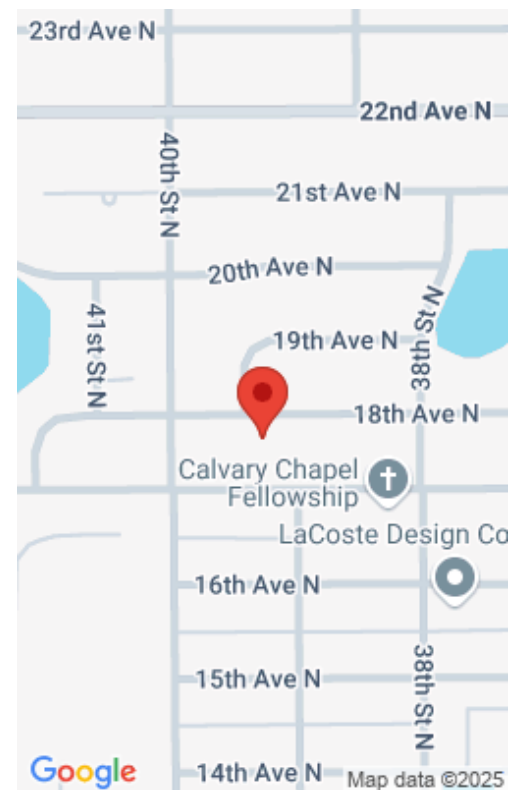 23rd Ave N
22nd Ave N
40th St N
21st Ave N
20th Ave N
41st St N
38th St N
19th Ave N
18th Ave N
Calvary Chapel
Fellowship
LaCoste Design Co
16th Ave N
38th St N
15th Ave N
14th Ave N
Google
Map data ©2025